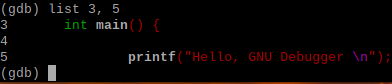 (gdb) list 3, 5
3       int main() {
4
5               printf("Hello, GNU Debugger \n");
(gdb)